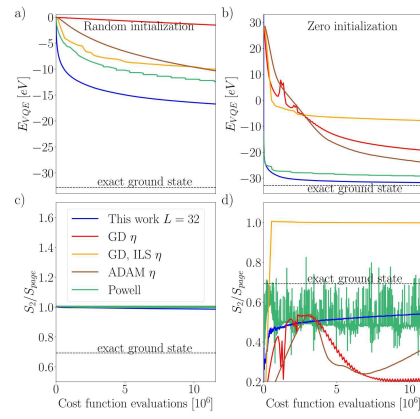 a) Random initialization
0
−5
−10
−15
−20
−25
−30
E_VQE [eV]
exact ground state
b) Zero initialization
30
20
10
0
−10
−20
−30
E_VQE [eV]
exact ground state
c)
1.6
1.4
1.2
1.0
0.8
0.6
S_2/S_page
This work L = 32
GD η
GD, ILS η
ADAM η
Powell
exact ground state
0 5 10
Cost function evaluations [10^6]
d)
1.0
0.8
0.6
0.4
0.2
S_2/S_page
exact ground state
0 5 10
Cost function evaluations [10^6]